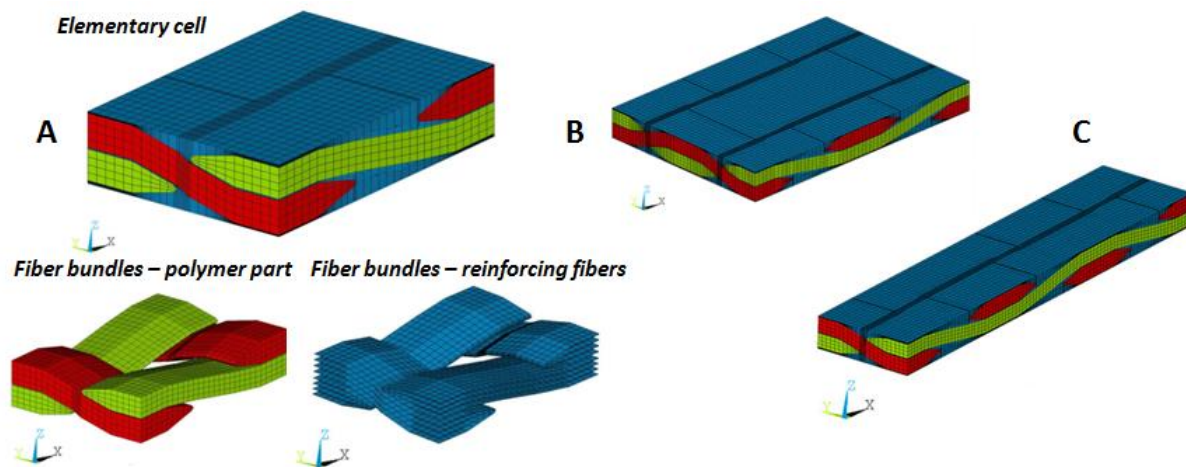 Elementary cell
A
B
C
Z
Y X
Z
Y X
Z
Y X
Fiber bundles – polymer part
Fiber bundles – reinforcing fibers
Z
Y X
Z
Y X